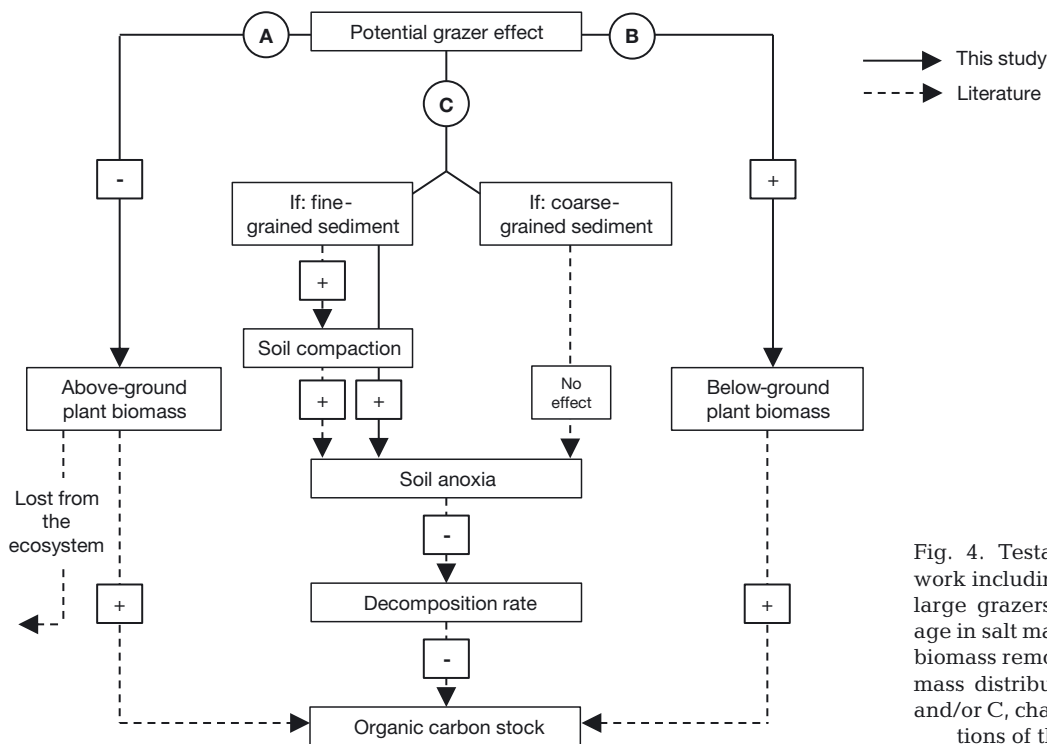 A
Potential grazer effect
B
This study
Literature
C
-
+
If: fine-
grained sediment
If: coarse-
grained sediment
+
Soil compaction
+
+
No
effect
Above-ground
plant biomass
Below-ground
plant biomass
Soil anoxia
Lost from
the
ecosystem
-
+
Decomposition rate
+
-
Organic carbon stock
Fig. 4. Testa
work includin
large grazers
age in salt ma
biomass remo
mass distribu
and/or C, cha
tions of th